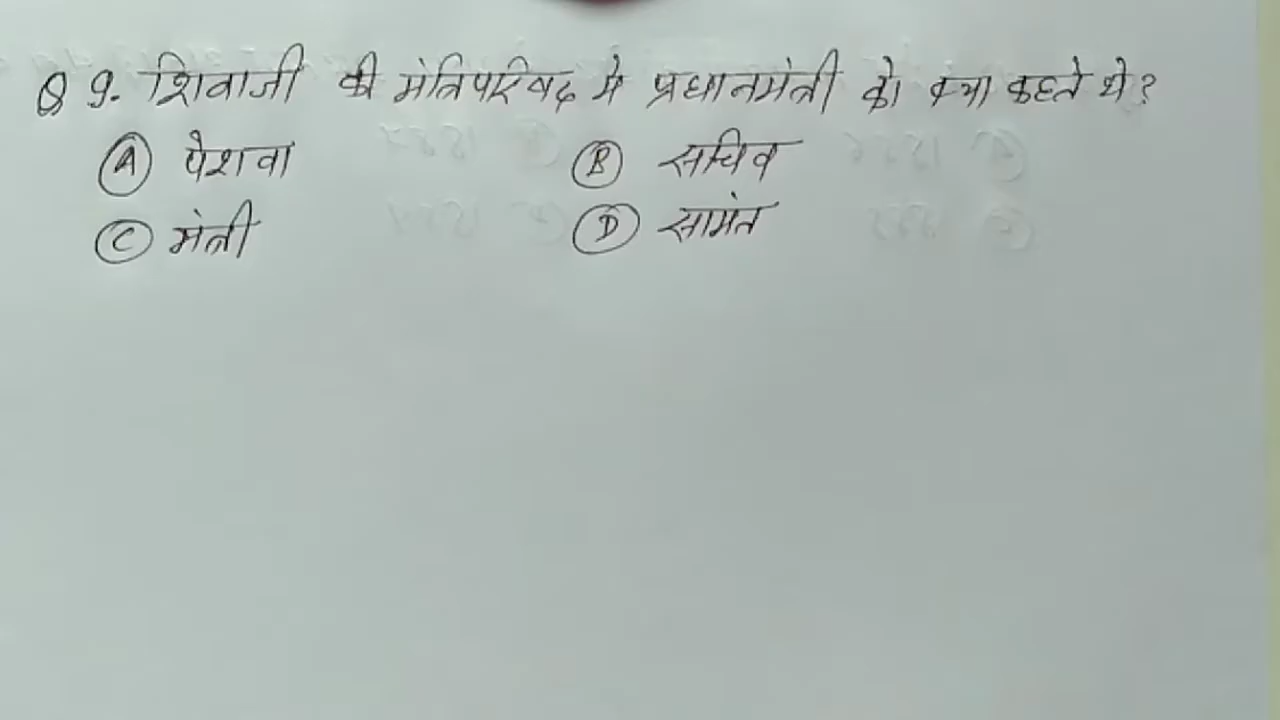 Q 9. शिवाजी की मंत्रिपरिषद में प्रधानमंत्री को क्या कहते थे?
(A) पेशवा (B) सचिव
(C) मंत्री (D) सामंत